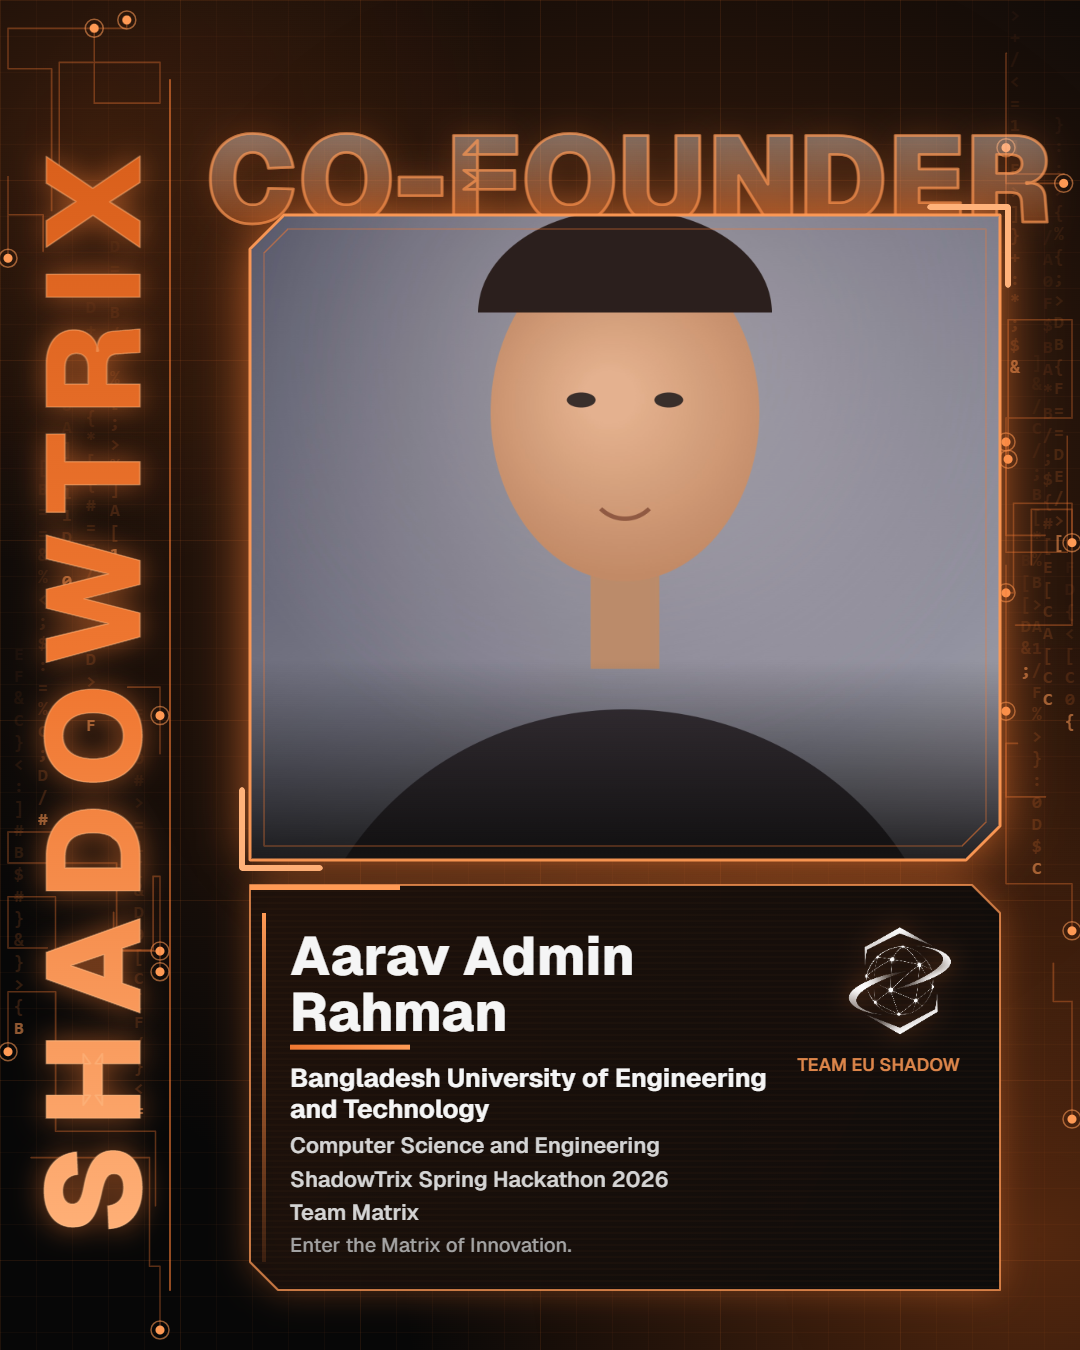 SHADOWTRIX
CO-FOUNDER
Aarav Admin
Rahman
TEAM EU SHADOW
Bangladesh University of Engineering
and Technology
Computer Science and Engineering
ShadowTrix Spring Hackathon 2026
Team Matrix
Enter the Matrix of Innovation.